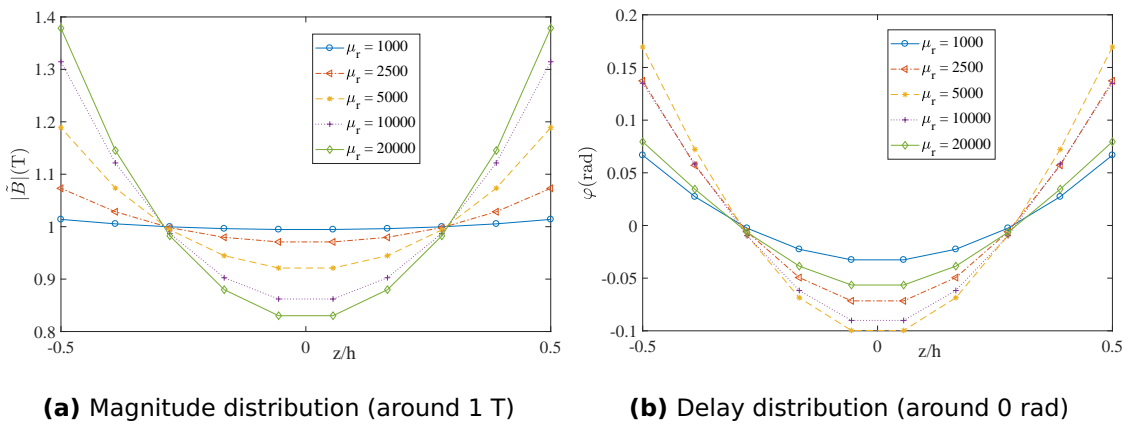 1.4
1.3
1.2
1.1
1
0.9
0.8
|B̃|(T)
-0.5
0
0.5
z/h
μr = 1000
μr = 2500
μr = 5000
μr = 10000
μr = 20000
(a) Magnitude distribution (around 1 T)
0.2
0.15
0.1
0.05
0
-0.05
-0.1
φ(rad)
-0.5
0
0.5
z/h
μr = 1000
μr = 2500
μr = 5000
μr = 10000
μr = 20000
(b) Delay distribution (around 0 rad)